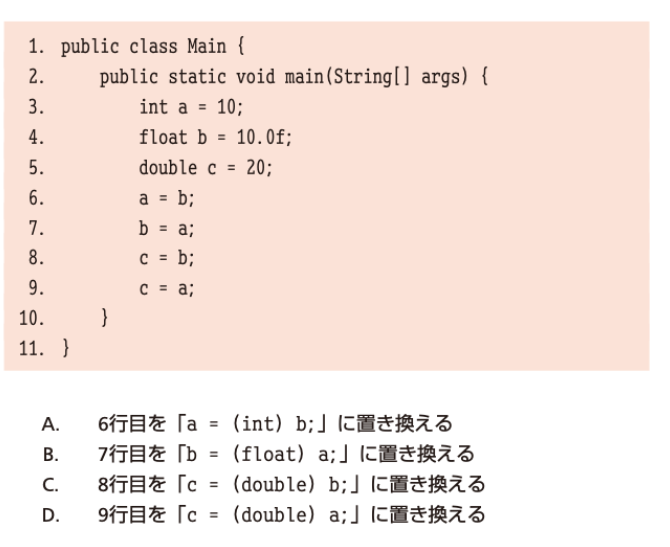 1. public class Main {
2.     public static void main(String[] args) {
3.         int a = 10;
4.         float b = 10.0f;
5.         double c = 20;
6.         a = b;
7.         b = a;
8.         c = b;
9.         c = a;
10.     }
11. }
A. 6行目を「a = (int) b;」に置き換える
B. 7行目を「b = (float) a;」に置き換える
C. 8行目を「c = (double) b;」に置き換える
D. 9行目を「c = (double) a;」に置き換える